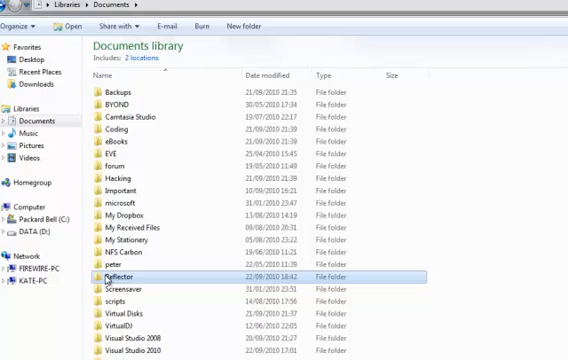 Libraries ▸ Documents ▸
Organize Open Share with E-mail Burn New folder
Favorites
Desktop
Recent Places
Downloads
Libraries
Documents
Music
Pictures
Videos
Homegroup
Computer
Packard Bell (C:)
DATA (D:)
Network
FIREWIRE-PC
KATE-PC
Documents library
Includes: 2 locations
Name Date modified Type Size
Backups 21/09/2010 21:35 File folder
BYOND 30/05/2010 17:34 File folder
Camtasia Studio 19/07/2010 22:17 File folder
Coding 21/09/2010 21:39 File folder
eBooks 21/09/2010 21:39 File folder
EVE 25/04/2010 15:45 File folder
forum 19/05/2010 11:49 File folder
Hacking 21/09/2010 21:39 File folder
Important 10/09/2010 16:21 File folder
microsoft 31/01/2010 23:47 File folder
My Dropbox 13/08/2010 14:19 File folder
My Received Files 09/08/2010 20:31 File folder
My Stationery 05/08/2010 23:22 File folder
NFS Carbon 19/06/2010 11:21 File folder
peter 22/05/2010 11:39 File folder
Reflector 22/09/2010 18:42 File folder
Screensaver 31/01/2010 23:51 File folder
scripts 14/08/2010 17:56 File folder
Virtual Disks 21/09/2010 21:37 File folder
VirtualDJ 12/06/2010 22:05 File folder
Visual Studio 2008 20/09/2010 21:27 File folder
Visual Studio 2010 22/09/2010 17:01 File folder